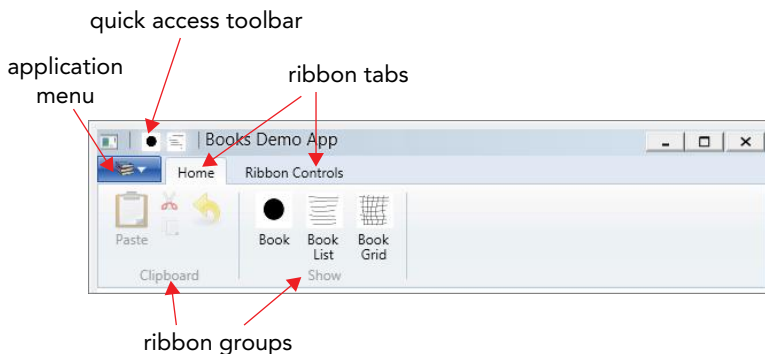 quick access toolbar
application
menu
ribbon tabs
Books Demo App
Home
Ribbon Controls
Paste
Book
Book
List
Book
Grid
Clipboard
Show
ribbon groups